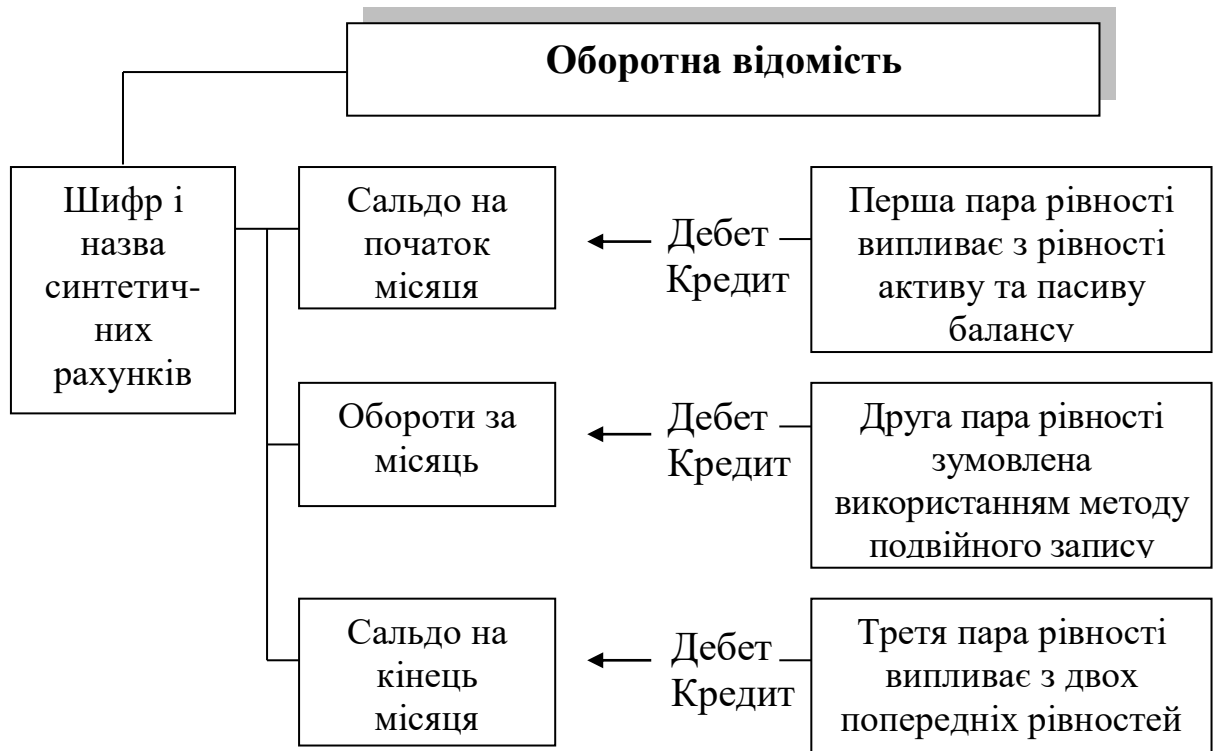 Оборотна відомість
Шифр і
назва
синтетич-
них
рахунків
Сальдо на
початок
місяця
Дебет
Кредит
Перша пара рівності
випливає з рівності
активу та пасиву
балансу
Обороти за
місяць
Дебет
Кредит
Друга пара рівності
зумовлена
використанням методу
подвійного запису
Сальдо на
кінець
місяця
Дебет
Кредит
Третя пара рівності
випливає з двох
попередніх рівностей